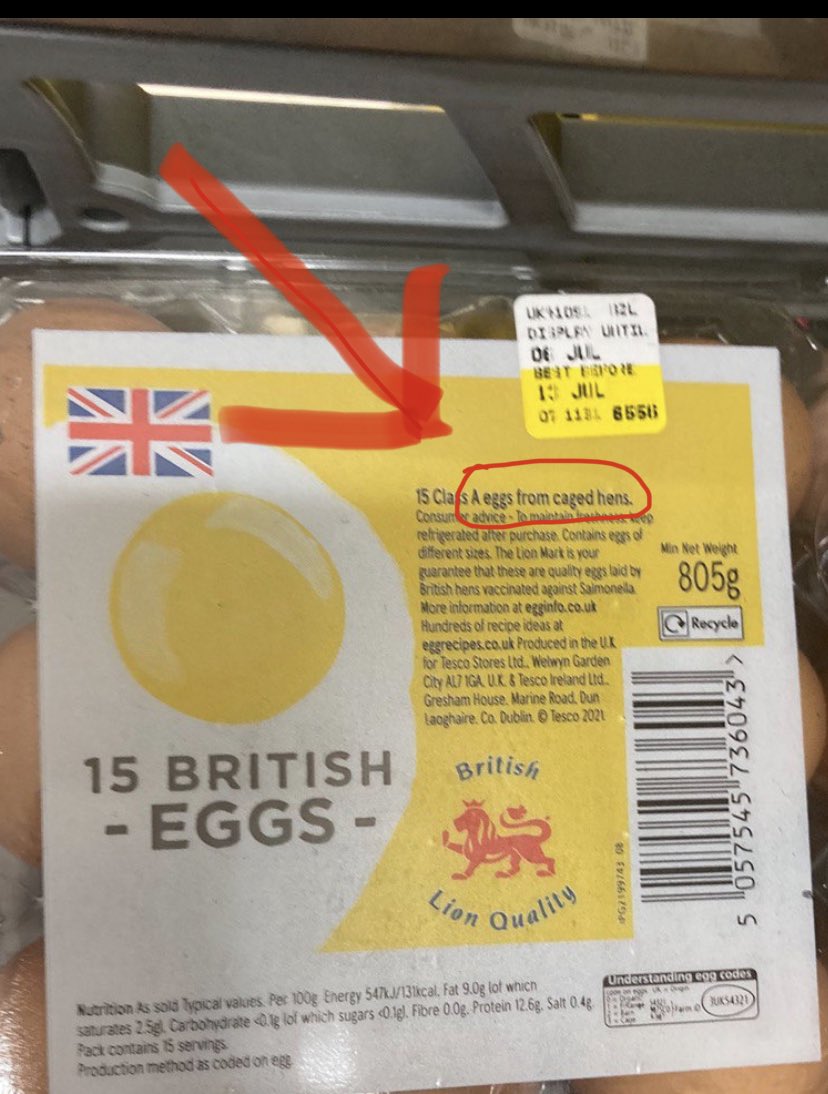 DISPLAY UNTIL
06 JUL
BEST BEFORE
JUL
6556
15 Class A eggs from caged hens.
Consumer advice - To maintain freshness, keep
refrigerated after purchase. Contains eggs of
different sizes. The Lion Mark is your
guarantee that these are quality eggs laid by
British hens vaccinated against Salmonella.
More information at egginfo.co.uk
Hundreds of recipe ideas at
eggrecipes.co.uk Produced in the U.K.
for Tesco Stores Ltd., Welwyn Garden
City AL7 1GA, U.K. & Tesco Ireland Ltd.,
Gresham House, Marine Road, Dun
Laoghaire, Co. Dublin. © Tesco 2021
Min Net Weight
805g
Recycle
15 BRITISH
- EGGS -
British
Lion Quality
5 057545 736043 >
Nutrition As sold Typical values. Per 100g Energy 547kJ/131kcal, Fat 9.0g (of which
saturates 2.5g), Carbohydrate <0.1g (of which sugars <0.1g), Fibre 0.0g, Protein 12.6g, Salt 0.4g.
Pack contains 15 servings.
Production method as coded on egg
Understanding egg codes
3UK54321